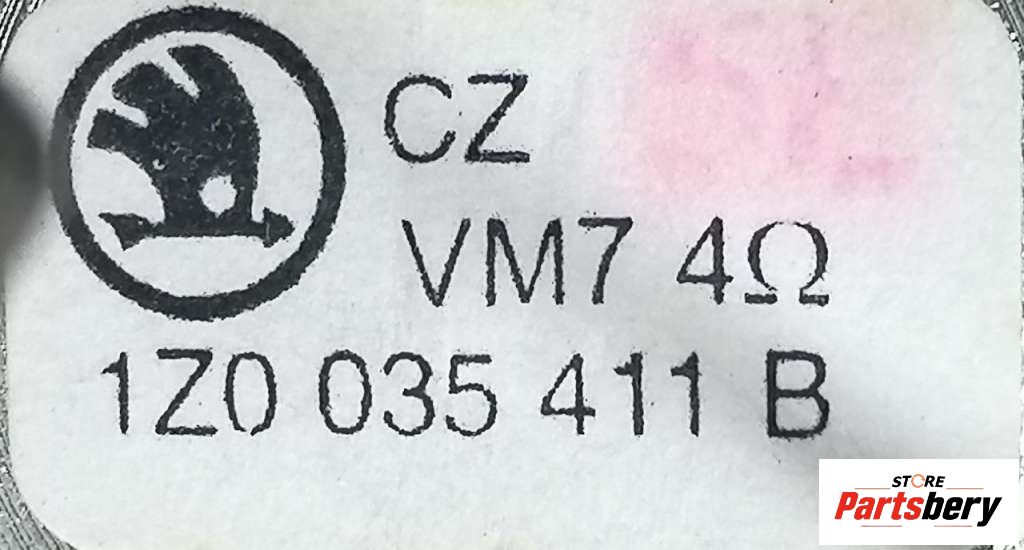 CZ
VM7 4Ω
1Z0 035 411 B
STORE
Partsbery